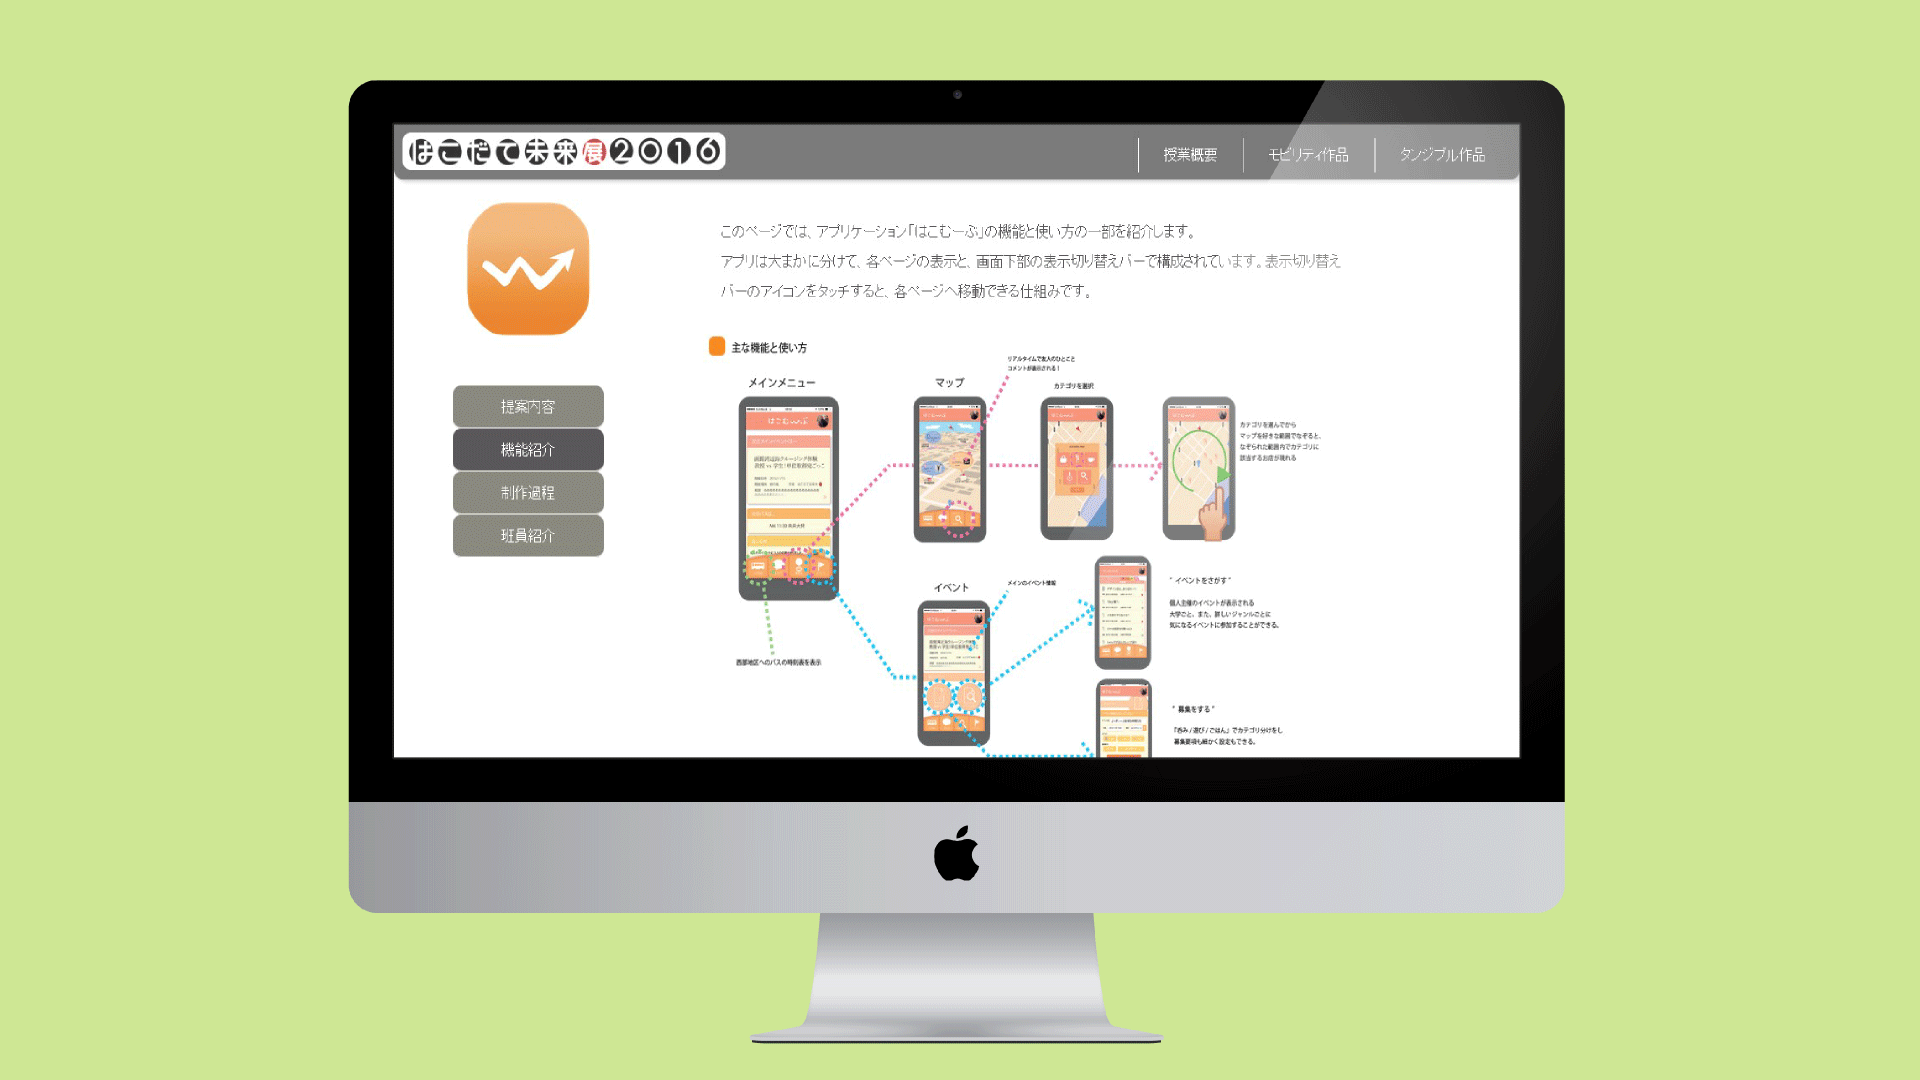 はこだて未来展2016
授業概要
モビリティ作品
タンジブル作品
このページでは、アプリケーション「はこむーぶ」の機能と使い方の一部を紹介します。
アプリは大まかに分けて、各ページの表示と、画面下部の表示切り替えバーで構成されています。表示切り替え
バーのアイコンをタッチすると、各ページへ移動できる仕組みです。
提案内容
機能紹介
制作過程
班員紹介
主な機能と使い方
メインメニュー
はこむーぶ
西部地区へのバスの時刻表を表示
マップ
リアルタイムで友人のひとこと
コメントが表示される!
カテゴリを選択
カテゴリを選んでから
マップを好きな範囲でなぞると、
なぞられた範囲内でカテゴリに
該当するお店が現れる
イベント
メインのイベント情報
"イベントをさがす"
個人主催のイベントが表示される
大学ごと、また、詳しいジャンルごとに
気になるイベントに参加することができる。
"募集をする"
「呑み/遊び/ごはん」でカテゴリ分けをし
募集要項も細かく設定もできる。